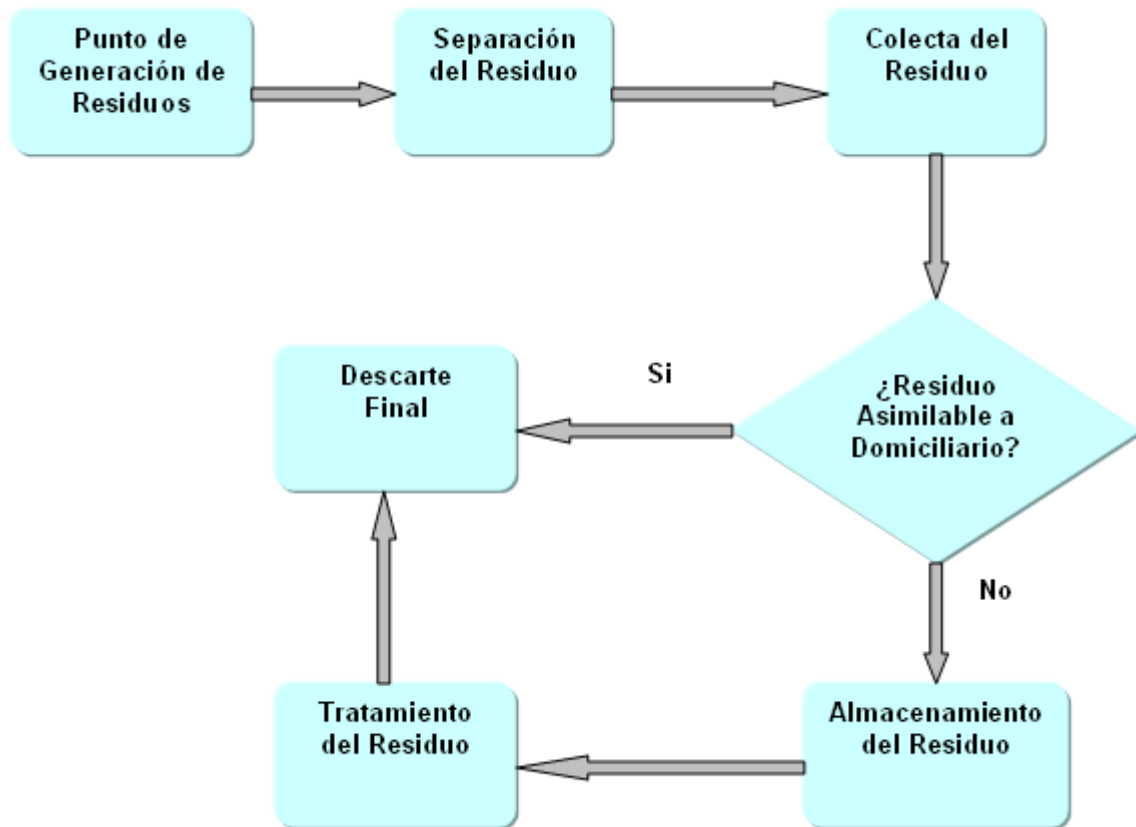 Punto de
Generación de
Residuos
Separación
del Residuo
Colecta del
Residuo
¿Residuo
Asimilable a
Domiciliario?
Si
Descarte
Final
No
Almacenamiento
del Residuo
Tratamiento
del Residuo